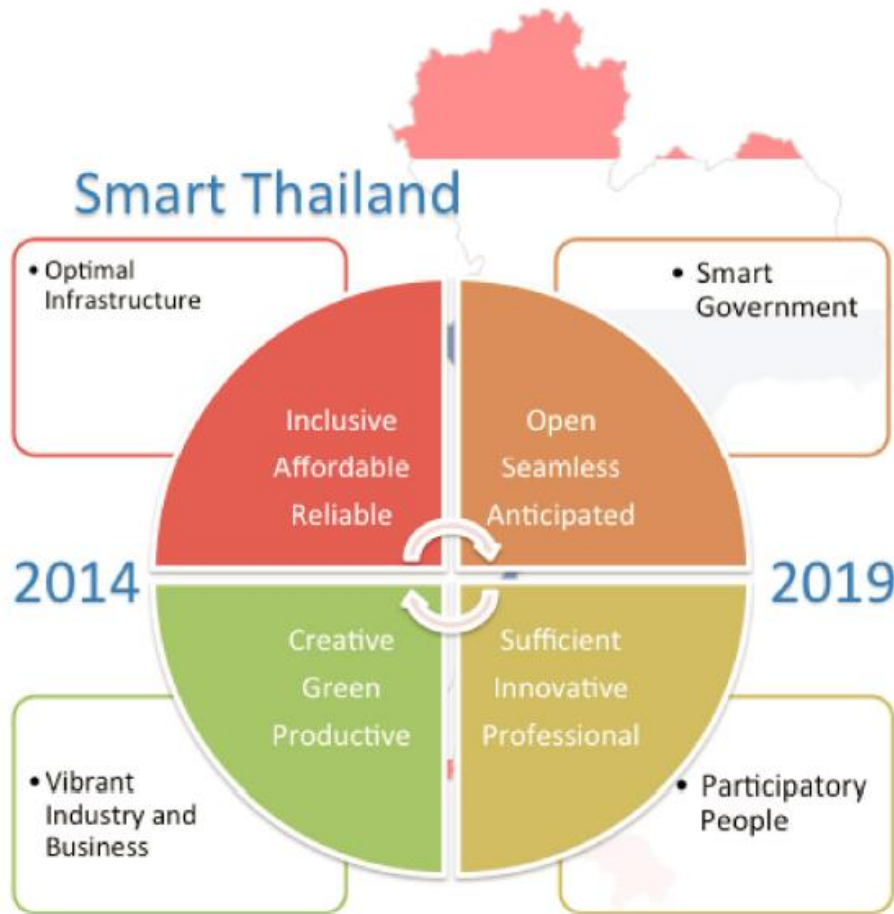 Smart Thailand
• Optimal
Infrastructure
• Smart
Government
Inclusive
Affordable
Reliable
Open
Seamless
Anticipated
2014
2019
Creative
Green
Productive
Sufficient
Innovative
Professional
• Vibrant
Industry and
Business
• Participatory
People